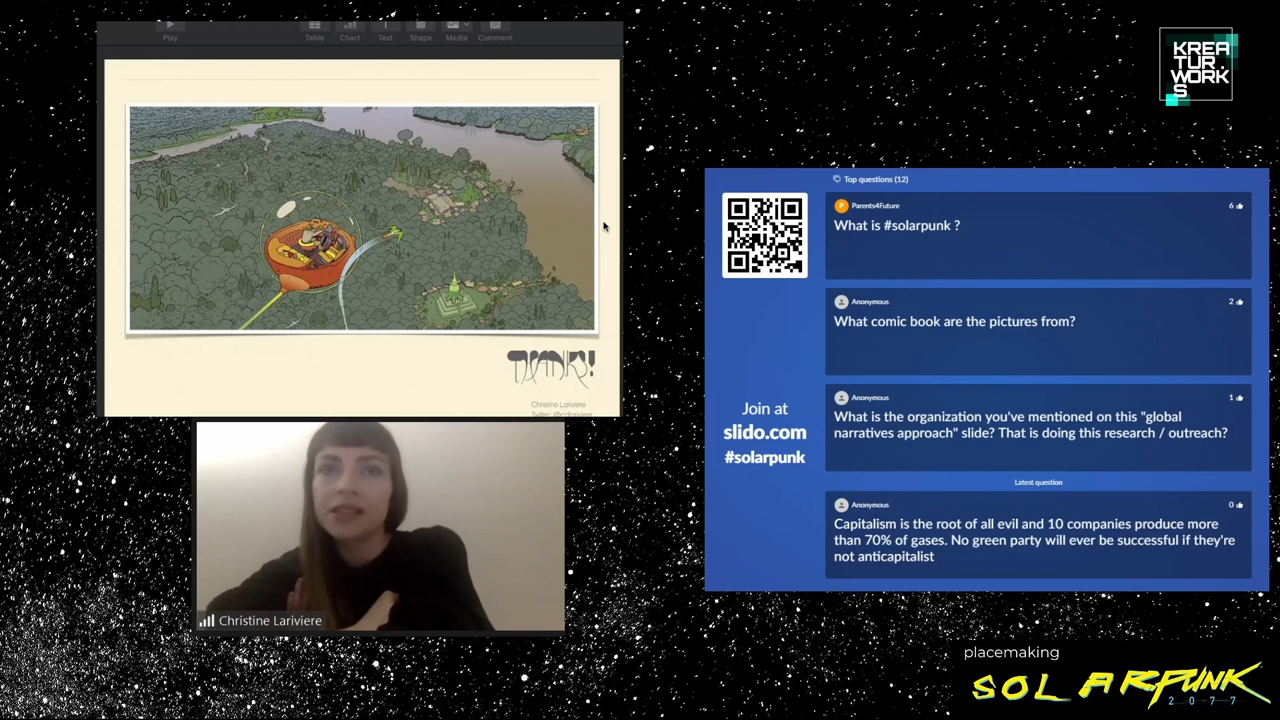 Play
Table
Chart
Text
Shape
Media
Comment
THANKS!
Christine Lariviere
Christine Lariviere
KREA
TUR.
WORK
S
Top questions (12)
Parents4Future
6
What is #solarpunk ?
Anonymous
2
What comic book are the pictures from?
Anonymous
1
What is the organization you've mentioned on this "global
narratives approach" slide? That is doing this research / outreach?
Join at
slido.com
#solarpunk
Latest question
Anonymous
0
Capitalism is the root of all evil and 10 companies produce more
than 70% of gases. No green party will ever be successful if they're
not anticapitalist
placemaking
SOLARPUNK
2077